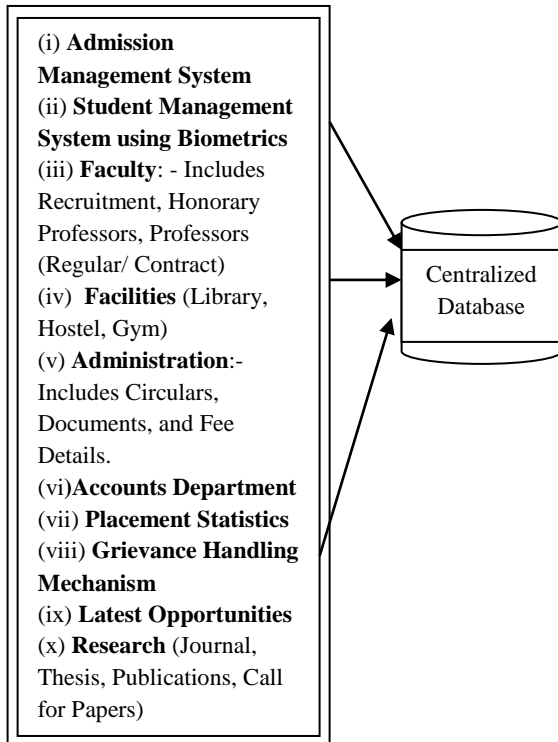 (i) Admission
Management System
(ii) Student Management
System using Biometrics
(iii) Faculty: - Includes
Recruitment, Honorary
Professors, Professors
(Regular/ Contract)
(iv) Facilities (Library,
Hostel, Gym)
(v) Administration:-
Includes Circulars,
Documents, and Fee
Details.
(vi)Accounts Department
(vii) Placement Statistics
(viii) Grievance Handling
Mechanism
(ix) Latest Opportunities
(x) Research (Journal,
Thesis, Publications, Call
for Papers)
Centralized
Database